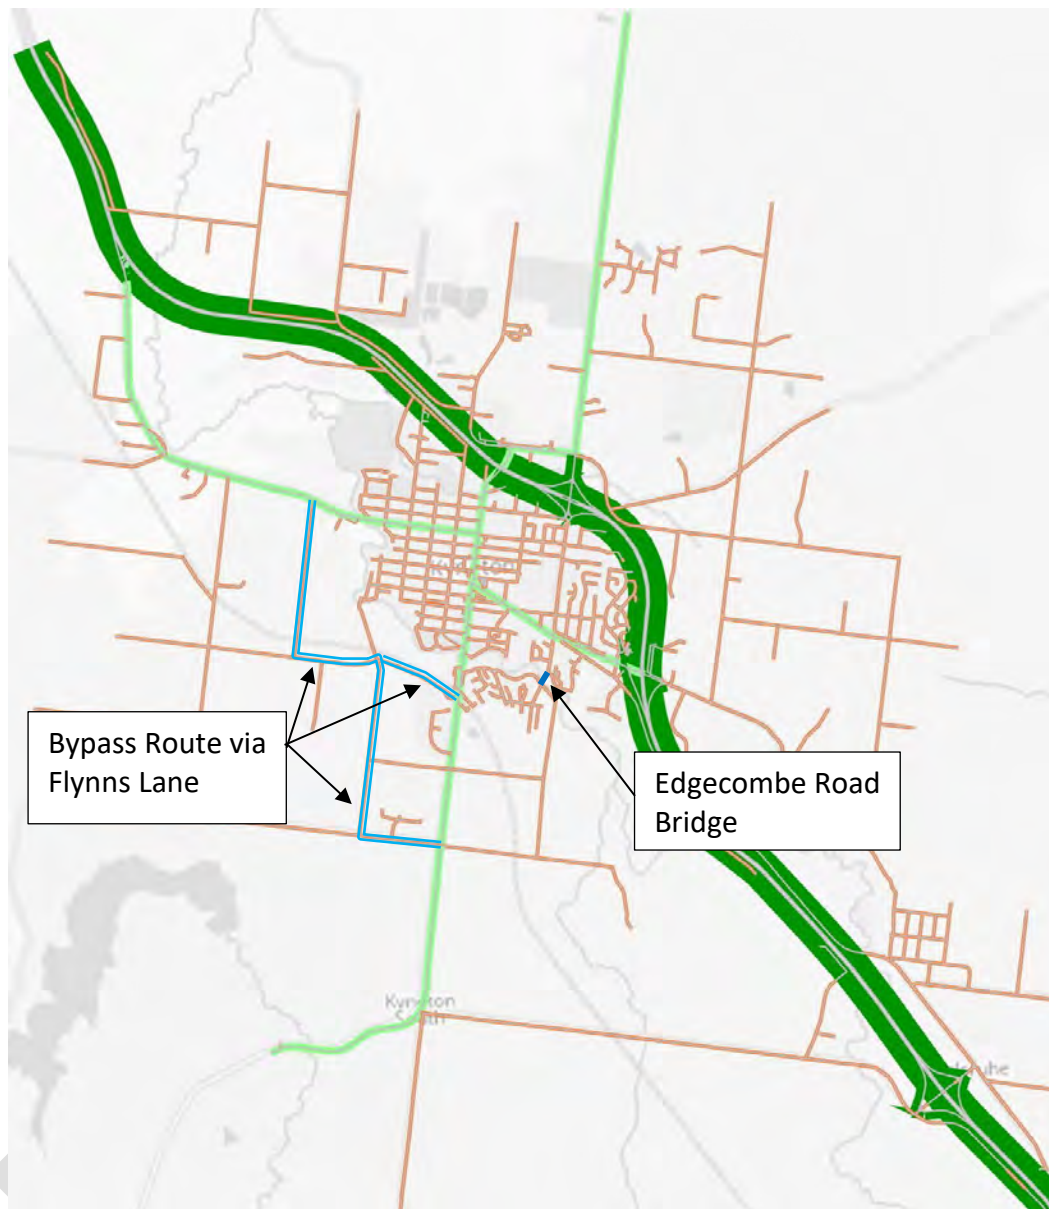 Kyneton
Bypass Route via
Flynns Lane
Edgecombe Road
Bridge
Kyneton
South